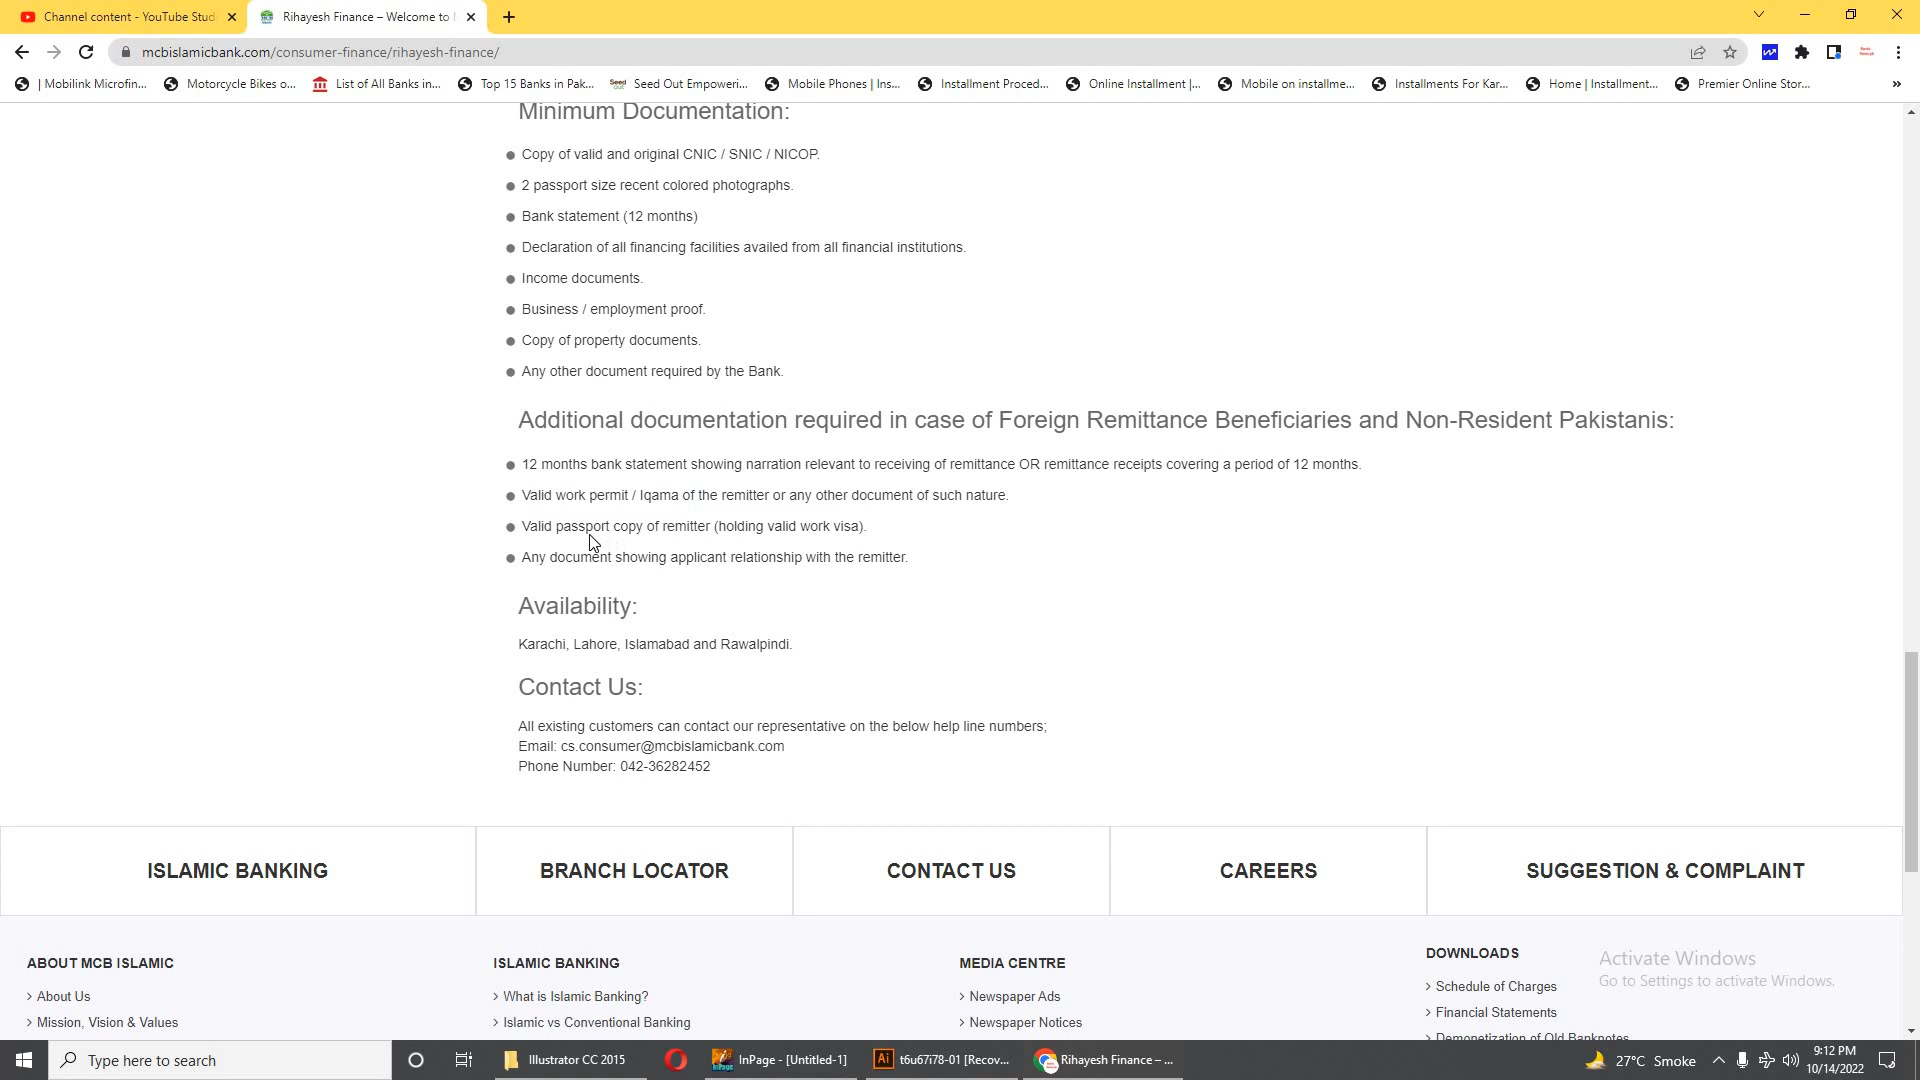 Channel content - YouTube Stud
Rihayesh Finance – Welcome to
mcbislamicbank.com/consumer-finance/rihayesh-finance/
| Mobilink Microfin...
Motorcycle Bikes o...
List of All Banks in...
Top 15 Banks in Pak...
Seed Out Empoweri...
Mobile Phones | Ins...
Installment Proced...
Online Installment |...
Mobile on installme...
Installments For Kar...
Home | Installment...
Premier Online Stor...
»
Minimum Documentation:
Copy of valid and original CNIC / SNIC / NICOP.
2 passport size recent colored photographs.
Bank statement (12 months)
Declaration of all financing facilities availed from all financial institutions.
Income documents.
Business / employment proof.
Copy of property documents.
Any other document required by the Bank.
Additional documentation required in case of Foreign Remittance Beneficiaries and Non-Resident Pakistanis:
12 months bank statement showing narration relevant to receiving of remittance OR remittance receipts covering a period of 12 months.
Valid work permit / Iqama of the remitter or any other document of such nature.
Valid passport copy of remitter (holding valid work visa).
Any document showing applicant relationship with the remitter.
Availability:
Karachi, Lahore, Islamabad and Rawalpindi.
Contact Us:
All existing customers can contact our representative on the below help line numbers;
Email: cs.consumer@mcbislamicbank.com
Phone Number: 042-36282452
ISLAMIC BANKING
BRANCH LOCATOR
CONTACT US
CAREERS
SUGGESTION & COMPLAINT
ABOUT MCB ISLAMIC
> About Us
> Mission, Vision & Values
ISLAMIC BANKING
> What is Islamic Banking?
> Islamic vs Conventional Banking
MEDIA CENTRE
> Newspaper Ads
> Newspaper Notices
DOWNLOADS
> Schedule of Charges
> Financial Statements
> Demonetization of Old Banknotes
Activate Windows
Go to Settings to activate Windows.
Type here to search
Illustrator CC 2015
InPage - [Untitled-1]
t6u67i78-01 [Recov...
Rihayesh Finance – ...
27°C Smoke
9:12 PM
10/14/2022